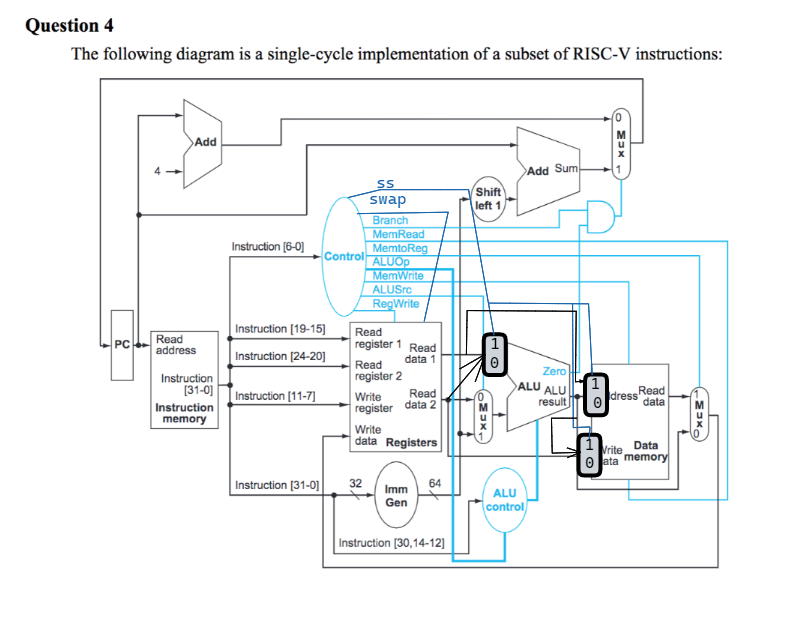 Question 4
The following diagram is a single-cycle implementation of a subset of RISC-V instructions:
0
M
u
x
1
Add
4
Add Sum
ss
swap
Shift
left 1
Branch
MemRead
MemtoReg
ALUOp
MemWrite
ALUSrc
RegWrite
Control
Instruction [6-0]
PC
Read
address
Instruction
[31-0]
Instruction
memory
Instruction [19-15]
Instruction [24-20]
Instruction [11-7]
Read
register 1
Read
data 1
Read
register 2
Write
register
Read
data 2
Write
data
Registers
1
0
0
M
u
x
1
Zero
ALU
ALU
result
1
0
dress
Read
data
1
0
Write
ata
Data
memory
1
M
u
x
0
Instruction [31-0]
32
Imm
Gen
64
ALU
control
Instruction [30,14-12]